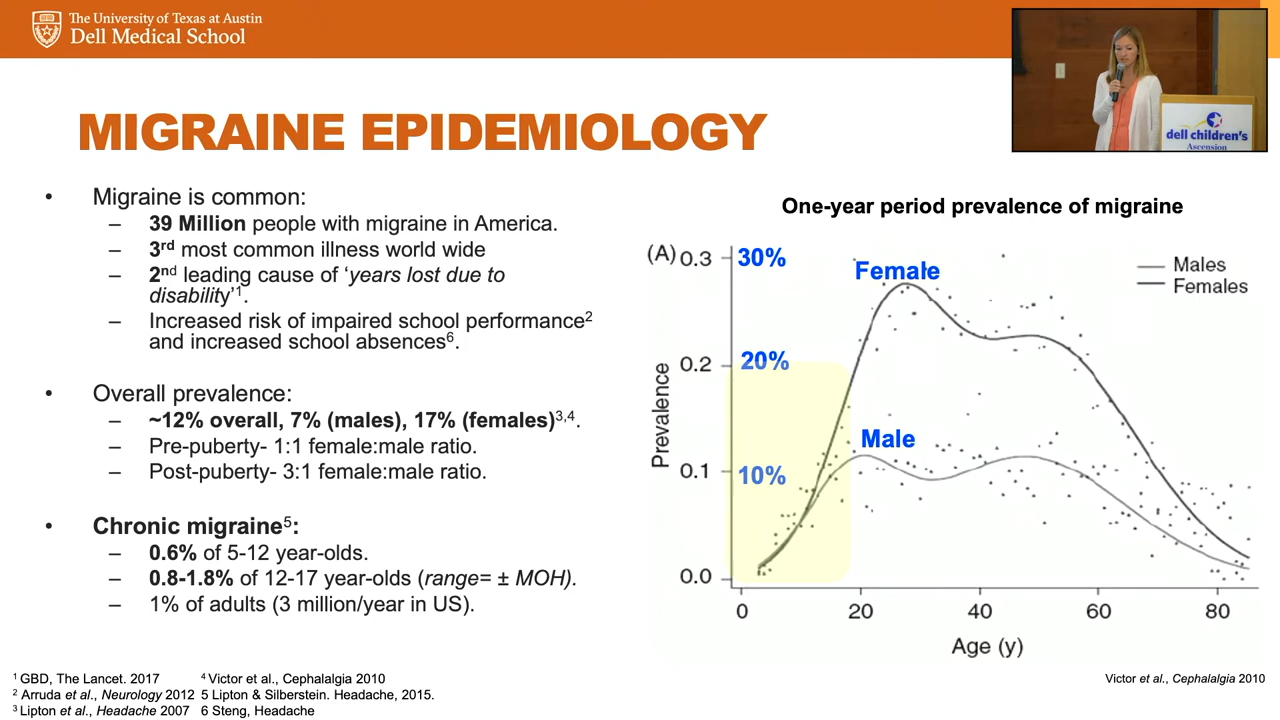 The University of Texas at Austin
Dell Medical School
dell children's
Ascension
MIGRAINE EPIDEMIOLOGY
• Migraine is common:
– 39 Million people with migraine in America.
– 3rd most common illness world wide
– 2nd leading cause of ‘years lost due to
disability’1.
– Increased risk of impaired school performance2
and increased school absences6.
• Overall prevalence:
– ~12% overall, 7% (males), 17% (females)3,4.
– Pre-puberty- 1:1 female:male ratio.
– Post-puberty- 3:1 female:male ratio.
• Chronic migraine5:
– 0.6% of 5-12 year-olds.
– 0.8-1.8% of 12-17 year-olds (range= ± MOH).
– 1% of adults (3 million/year in US).
One-year period prevalence of migraine
(A) 0.3 30%
Female
Males
Females
0.2 20%
Male
0.1 10%
0.0
Prevalence
0 20 40 60 80
Age (y)
1 GBD, The Lancet. 2017 4 Victor et al., Cephalalgia 2010
2 Arruda et al., Neurology 2012 5 Lipton & Silberstein. Headache, 2015.
3 Lipton et al., Headache 2007 6 Steng, Headache
Victor et al., Cephalalgia 2010